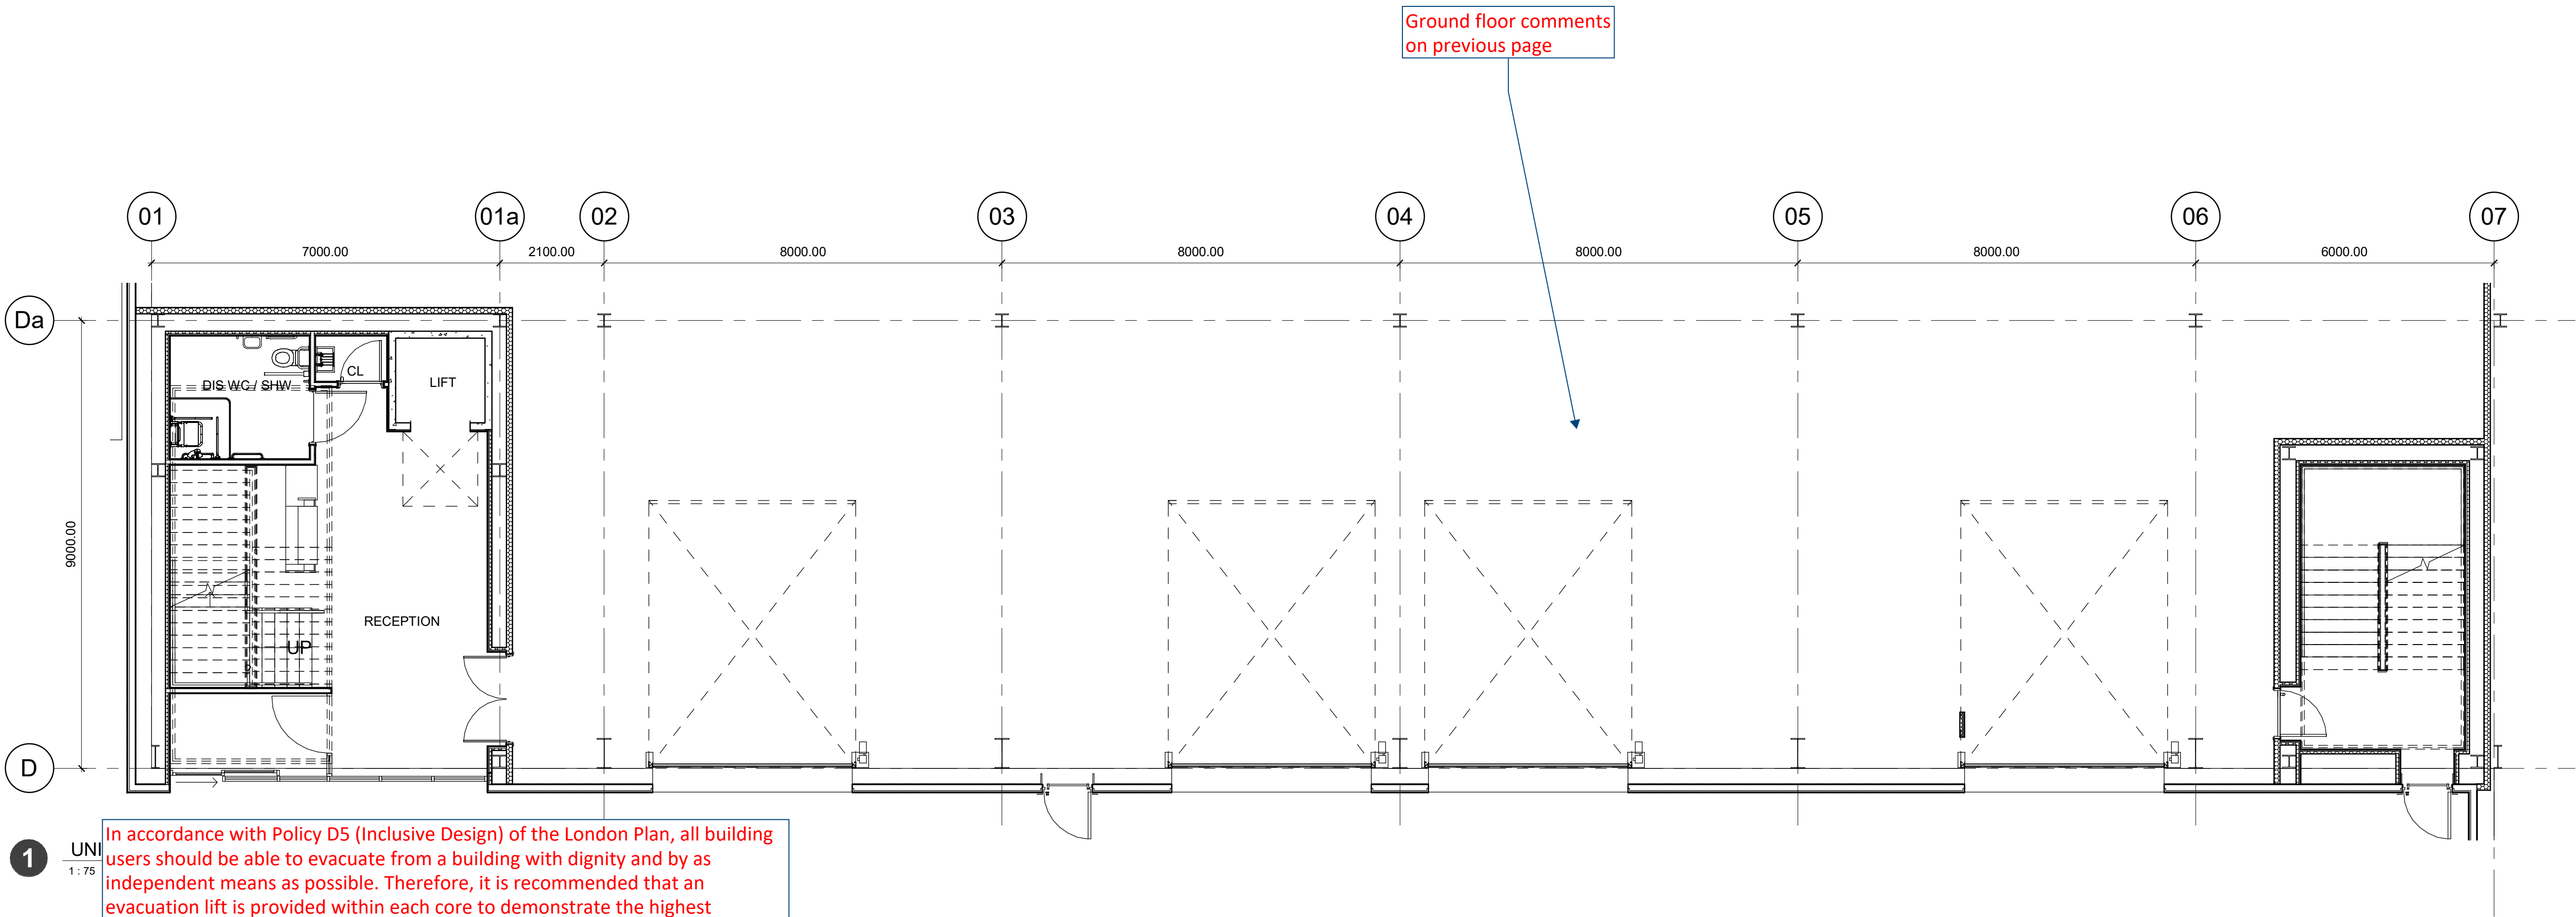 Ground floor comments
on previous page
01
01a
02
03
04
05
06
07
7000.00
2100.00
8000.00
8000.00
8000.00
8000.00
6000.00
Da
DIS WC / SHW
CL
LIFT
9000.00
RECEPTION
UP
D
1
UNI
1 : 75
In accordance with Policy D5 (Inclusive Design) of the London Plan, all building
users should be able to evacuate from a building with dignity and by as
independent means as possible. Therefore, it is recommended that an
evacuation lift is provided within each core to demonstrate the highest